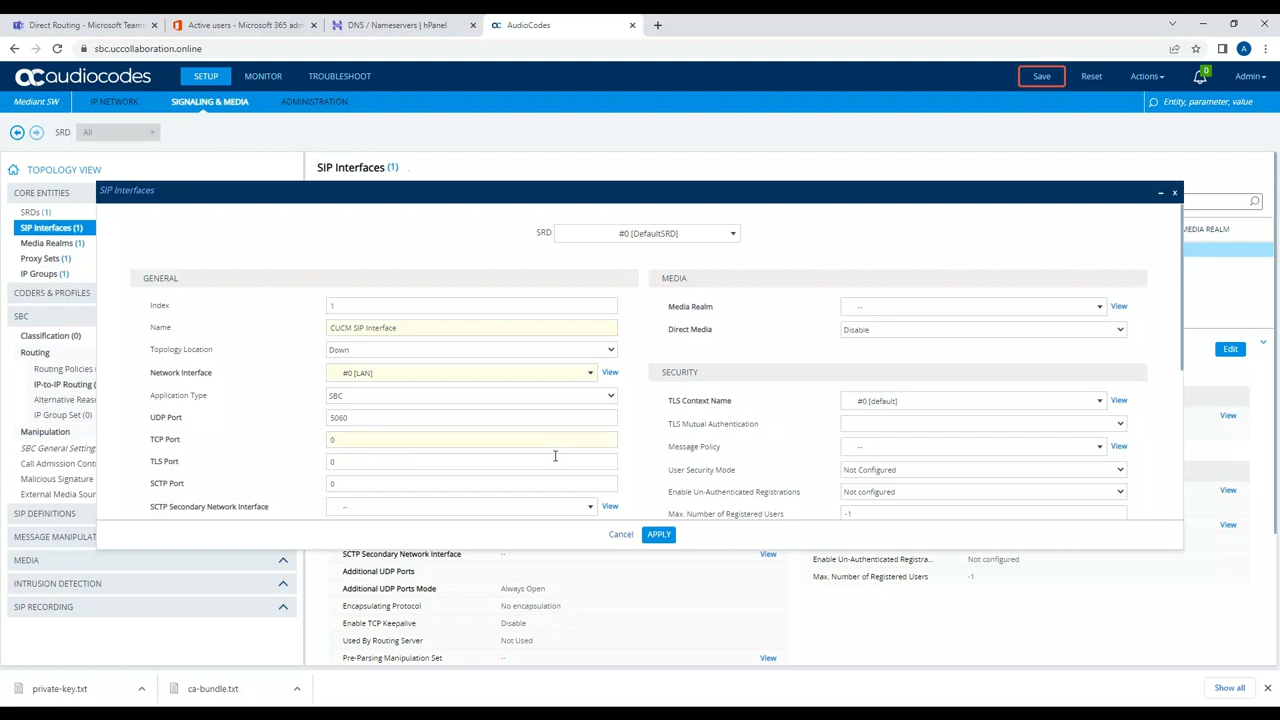 Direct Routing - Microsoft Teams
Active users - Microsoft 365 adm
DNS / Nameservers | hPanel
AudioCodes
sbc.uccollaboration.online
A
audiocodes
SETUP
MONITOR
TROUBLESHOOT
Save
Reset
Actions
0
Admin
Mediant SW
IP NETWORK
SIGNALING & MEDIA
ADMINISTRATION
Entity, parameter, value
SRD
All
TOPOLOGY VIEW
SIP Interfaces (1)
CORE ENTITIES
SRDs (1)
SIP Interfaces (1)
Media Realms (1)
Proxy Sets (1)
IP Groups (1)
CODERS & PROFILES
SBC
Classification (0)
Routing
Routing Policies (
IP-to-IP Routing (
Alternative Reaso
IP Group Set (0)
Manipulation
SBC General Setting
Call Admission Contr
Malicious Signature
External Media Sour
SIP DEFINITIONS
MESSAGE MANIPULAT
MEDIA
INTRUSION DETECTION
SIP RECORDING
SIP Interfaces
SRD
#0 [DefaultSRD]
GENERAL
Index
1
Name
CUCM SIP Interface
Topology Location
Down
Network Interface
#0 [LAN]
View
Application Type
SBC
UDP Port
5060
TCP Port
0
TLS Port
0
SCTP Port
0
SCTP Secondary Network Interface
--
View
MEDIA
Media Realm
--
View
Direct Media
Disable
SECURITY
TLS Context Name
#0 [default]
View
TLS Mutual Authentication
Message Policy
--
View
User Security Mode
Not Configured
Enable Un-Authenticated Registrations
Not configured
Max. Number of Registered Users
-1
Cancel
APPLY
MEDIA REALM
Edit
View
View
View
SCTP Secondary Network Interface
--
View
Additional UDP Ports
Additional UDP Ports Mode
Always Open
Encapsulating Protocol
No encapsulation
Enable TCP Keepalive
Disable
Used By Routing Server
Not Used
Pre-Parsing Manipulation Set
--
View
Enable Un-Authenticated Registra...
Not configured
Max. Number of Registered Users
-1
private-key.txt
ca-bundle.txt
Show all